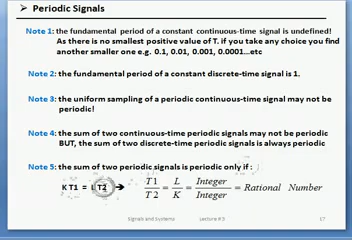 ➢ Periodic Signals
Note 1: the fundamental period of a constant continuous-time signal is undefined!
As there is no smallest positive value of T. if you take any choice you find
another smaller one e.g. 0.1, 0.01, 0.001, 0.0001...etc
Note 2: the fundamental period of a constant discrete-time signal is 1.
Note 3: the uniform sampling of a periodic continuous-time signal may not be
periodic!
Note 4: the sum of two continuous-time periodic signals may not be periodic
BUT, the sum of two discrete-time periodic signals is always periodic
Note 5: the sum of two periodic signals is periodic only if :
K T1 = L T2 → T1/T2 = L/K = Integer/Integer = Rational Number
Signals and Systems Lecture # 3 17